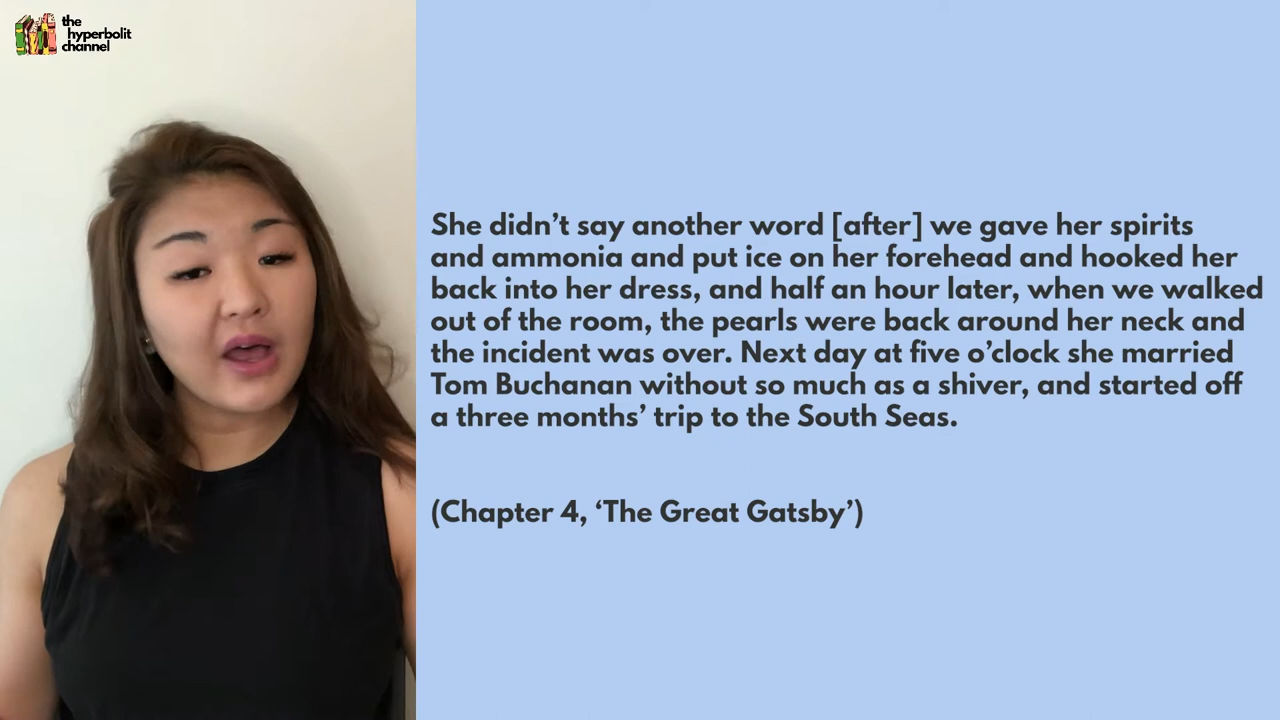 the
hyperbolit
channel
She didn’t say another word [after] we gave her spirits
and ammonia and put ice on her forehead and hooked her
back into her dress, and half an hour later, when we walked
out of the room, the pearls were back around her neck and
the incident was over. Next day at five o’clock she married
Tom Buchanan without so much as a shiver, and started off
a three months’ trip to the South Seas.
(Chapter 4, ‘The Great Gatsby’)